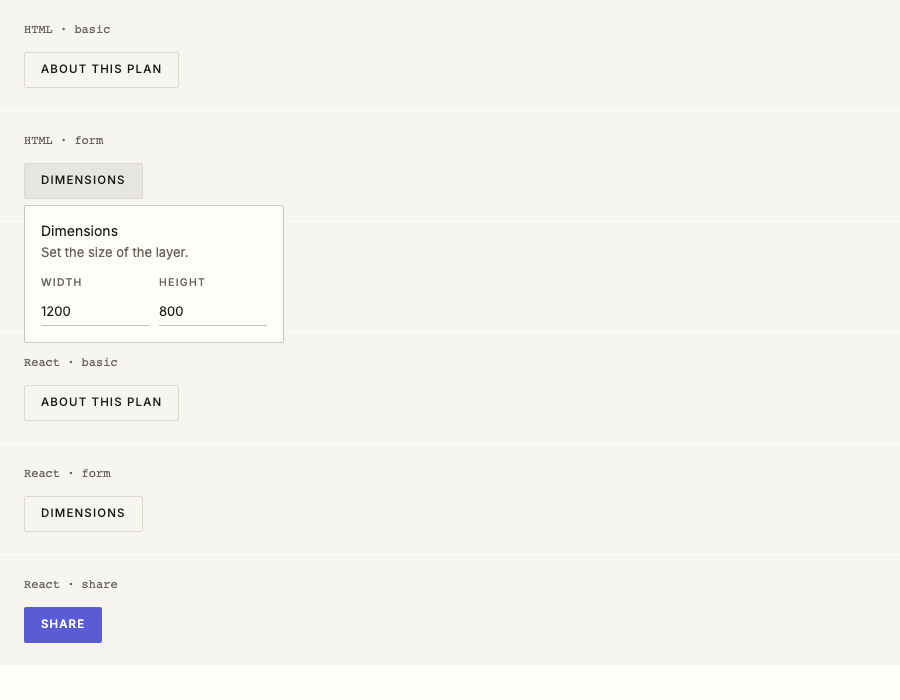 HTML · basic
ABOUT THIS PLAN
HTML · form
DIMENSIONS
Dimensions
Set the size of the layer.
WIDTH HEIGHT
1200 800
React · basic
ABOUT THIS PLAN
React · form
DIMENSIONS
React · share
SHARE